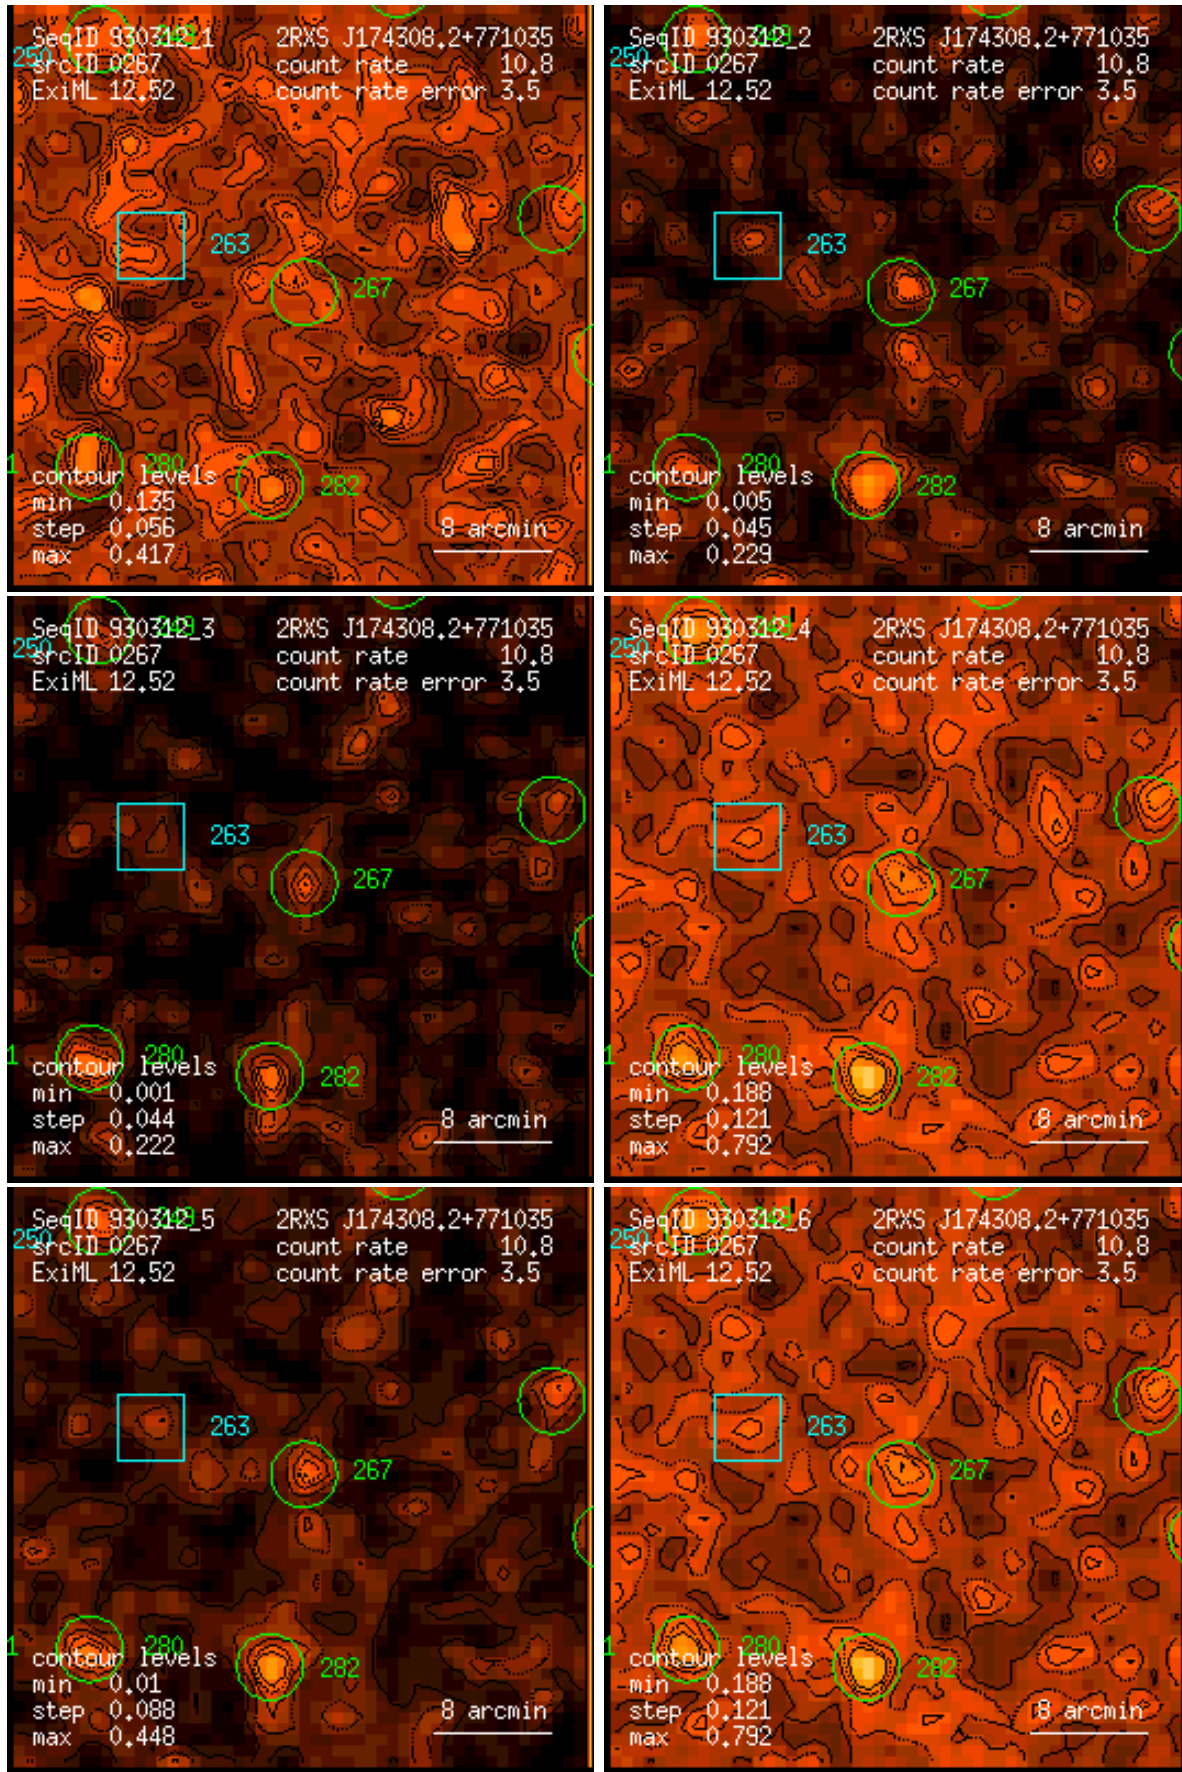 SeqID 930312_1 2RXS J174308.2+771035
250 srcID 0267 count rate 10.8
ExiML 12.52 count rate error 3.5
263
267
1 280
282
contour levels
min 0.135
step 0.056 8 arcmin
max 0.417
SeqID 930312_2 2RXS J174308.2+771035
250 srcID 0267 count rate 10.8
ExiML 12.52 count rate error 3.5
263
267
1 280
282
contour levels
min 0.005
step 0.045 8 arcmin
max 0.229
SeqID 930312_3 2RXS J174308.2+771035
250 srcID 0267 count rate 10.8
ExiML 12.52 count rate error 3.5
263
267
1 280
contour levels 282
min 0.001
step 0.044 8 arcmin
max 0.222
SeqID 930312_4 2RXS J174308.2+771035
250 srcID 0267 count rate 10.8
ExiML 12.52 count rate error 3.5
263
267
1 280
contour levels 282
min 0.188
step 0.121 8 arcmin
max 0.792
SeqID 930312_5 2RXS J174308.2+771035
250 srcID 0267 count rate 10.8
ExiML 12.52 count rate error 3.5
263
267
1 280
contour levels 282
min 0.01
step 0.088 8 arcmin
max 0.448
SeqID 930312_6 2RXS J174308.2+771035
250 srcID 0267 count rate 10.8
ExiML 12.52 count rate error 3.5
263
267
1 280
contour levels 282
min 0.188
step 0.121 8 arcmin
max 0.792